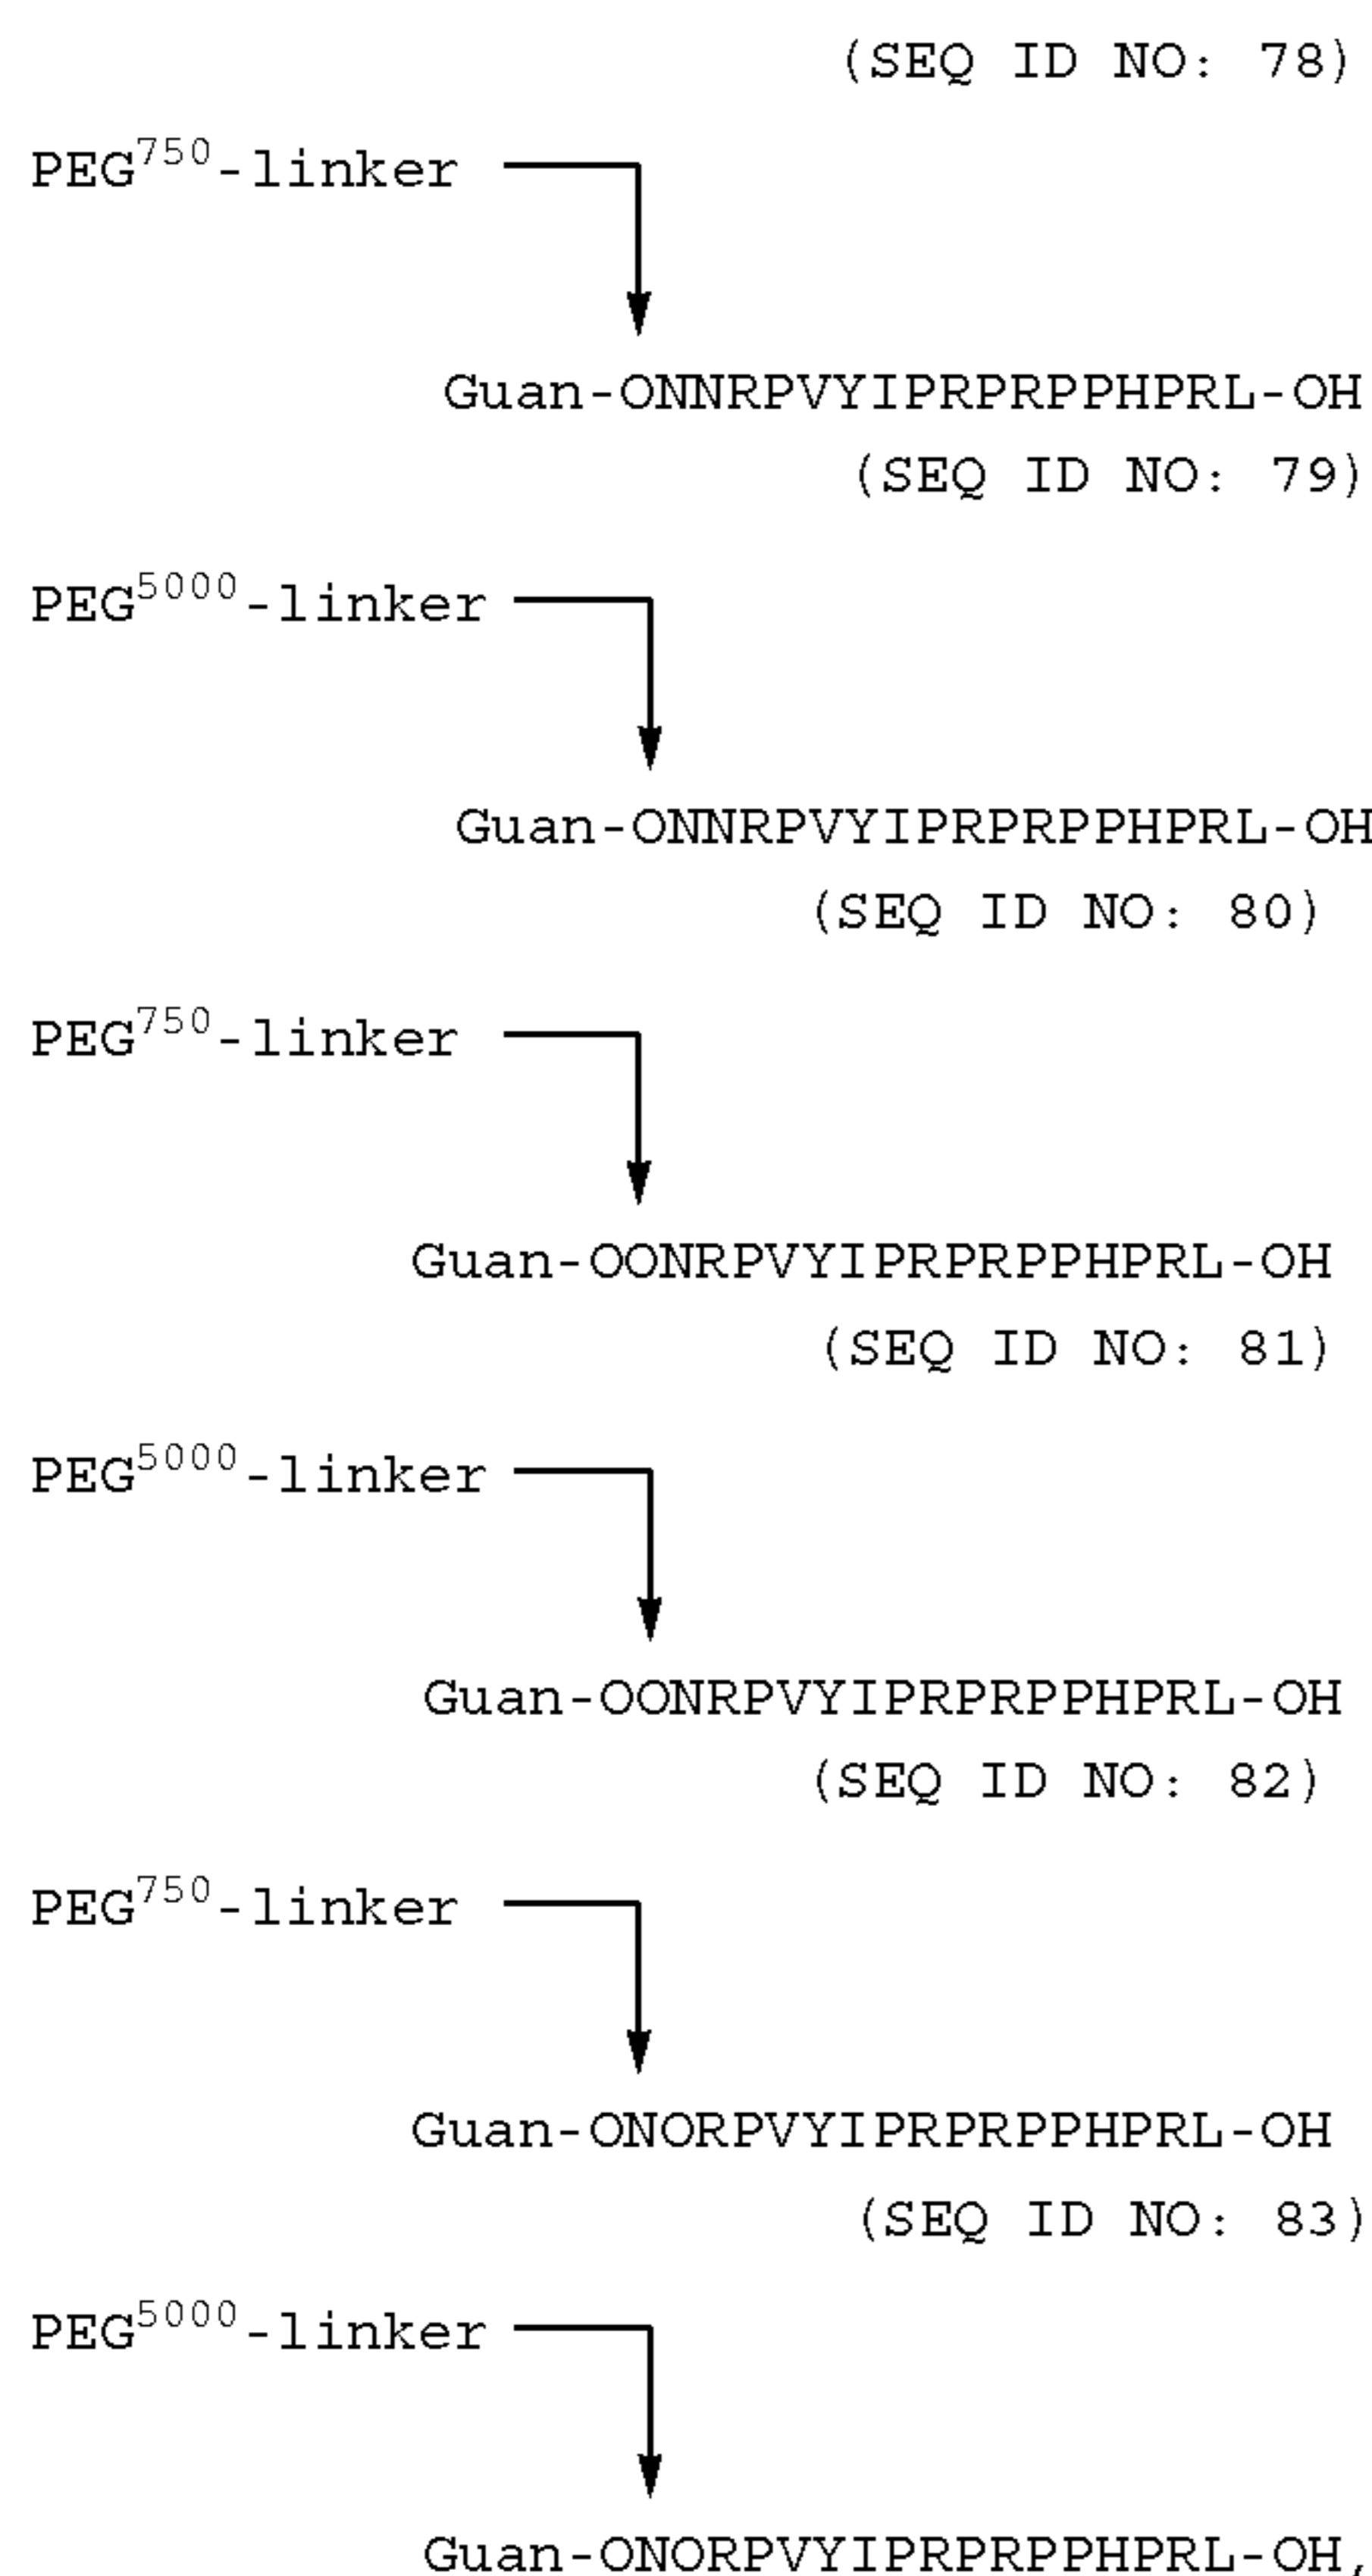 (SEQ ID NO: 78)
PEG750-linker
Guan-ONNRPVYIPRPRPPHPRL-OH
(SEQ ID NO: 79)
PEG5000-linker
Guan-ONNRPVYIPRPRPPHPRL-OH
(SEQ ID NO: 80)
PEG750-linker
Guan-OONRPVYIPRPRPPHPRL-OH
(SEQ ID NO: 81)
PEG5000-linker
Guan-OONRPVYIPRPRPPHPRL-OH
(SEQ ID NO: 82)
PEG750-linker
Guan-ONORPVYIPRPRPPHPRL-OH
(SEQ ID NO: 83)
PEG5000-linker
Guan-ONORPVYIPRPRPPHPRL-OH,